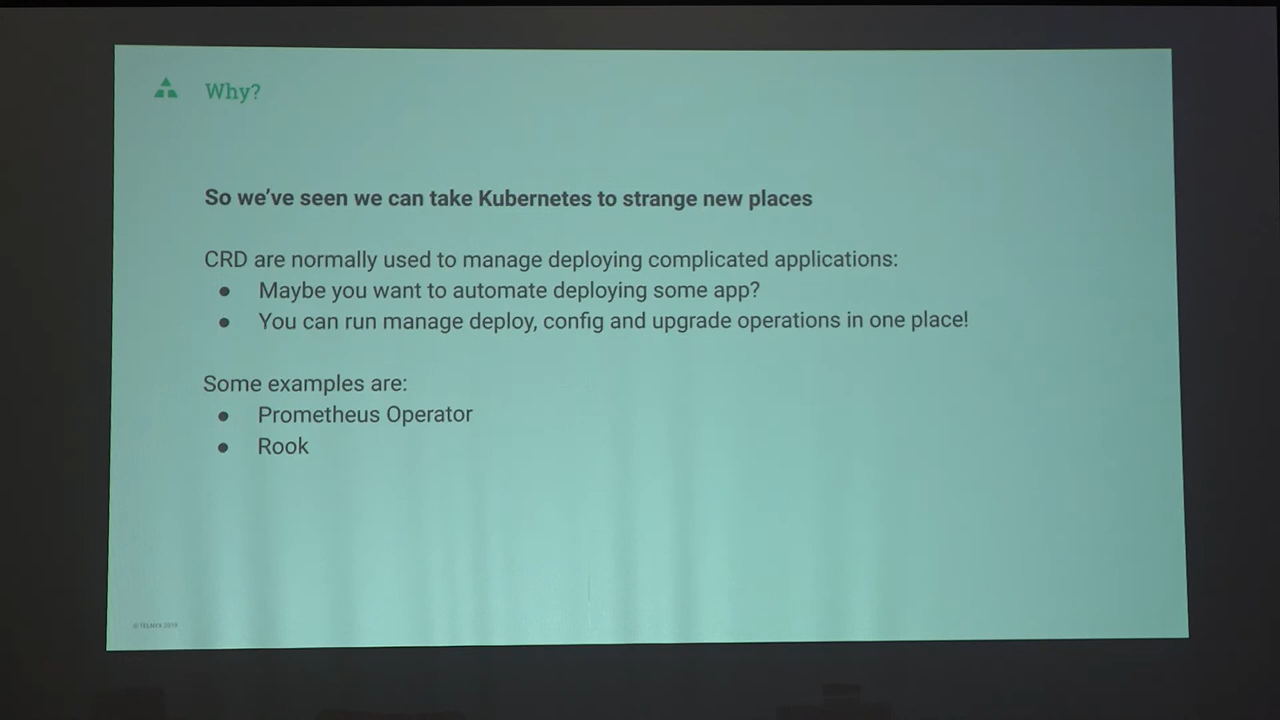 Why?
So we've seen we can take Kubernetes to strange new places
CRD are normally used to manage deploying complicated applications:
● Maybe you want to automate deploying some app?
● You can run manage deploy, config and upgrade operations in one place!
Some examples are:
● Prometheus Operator
● Rook
© TELNYX 2019